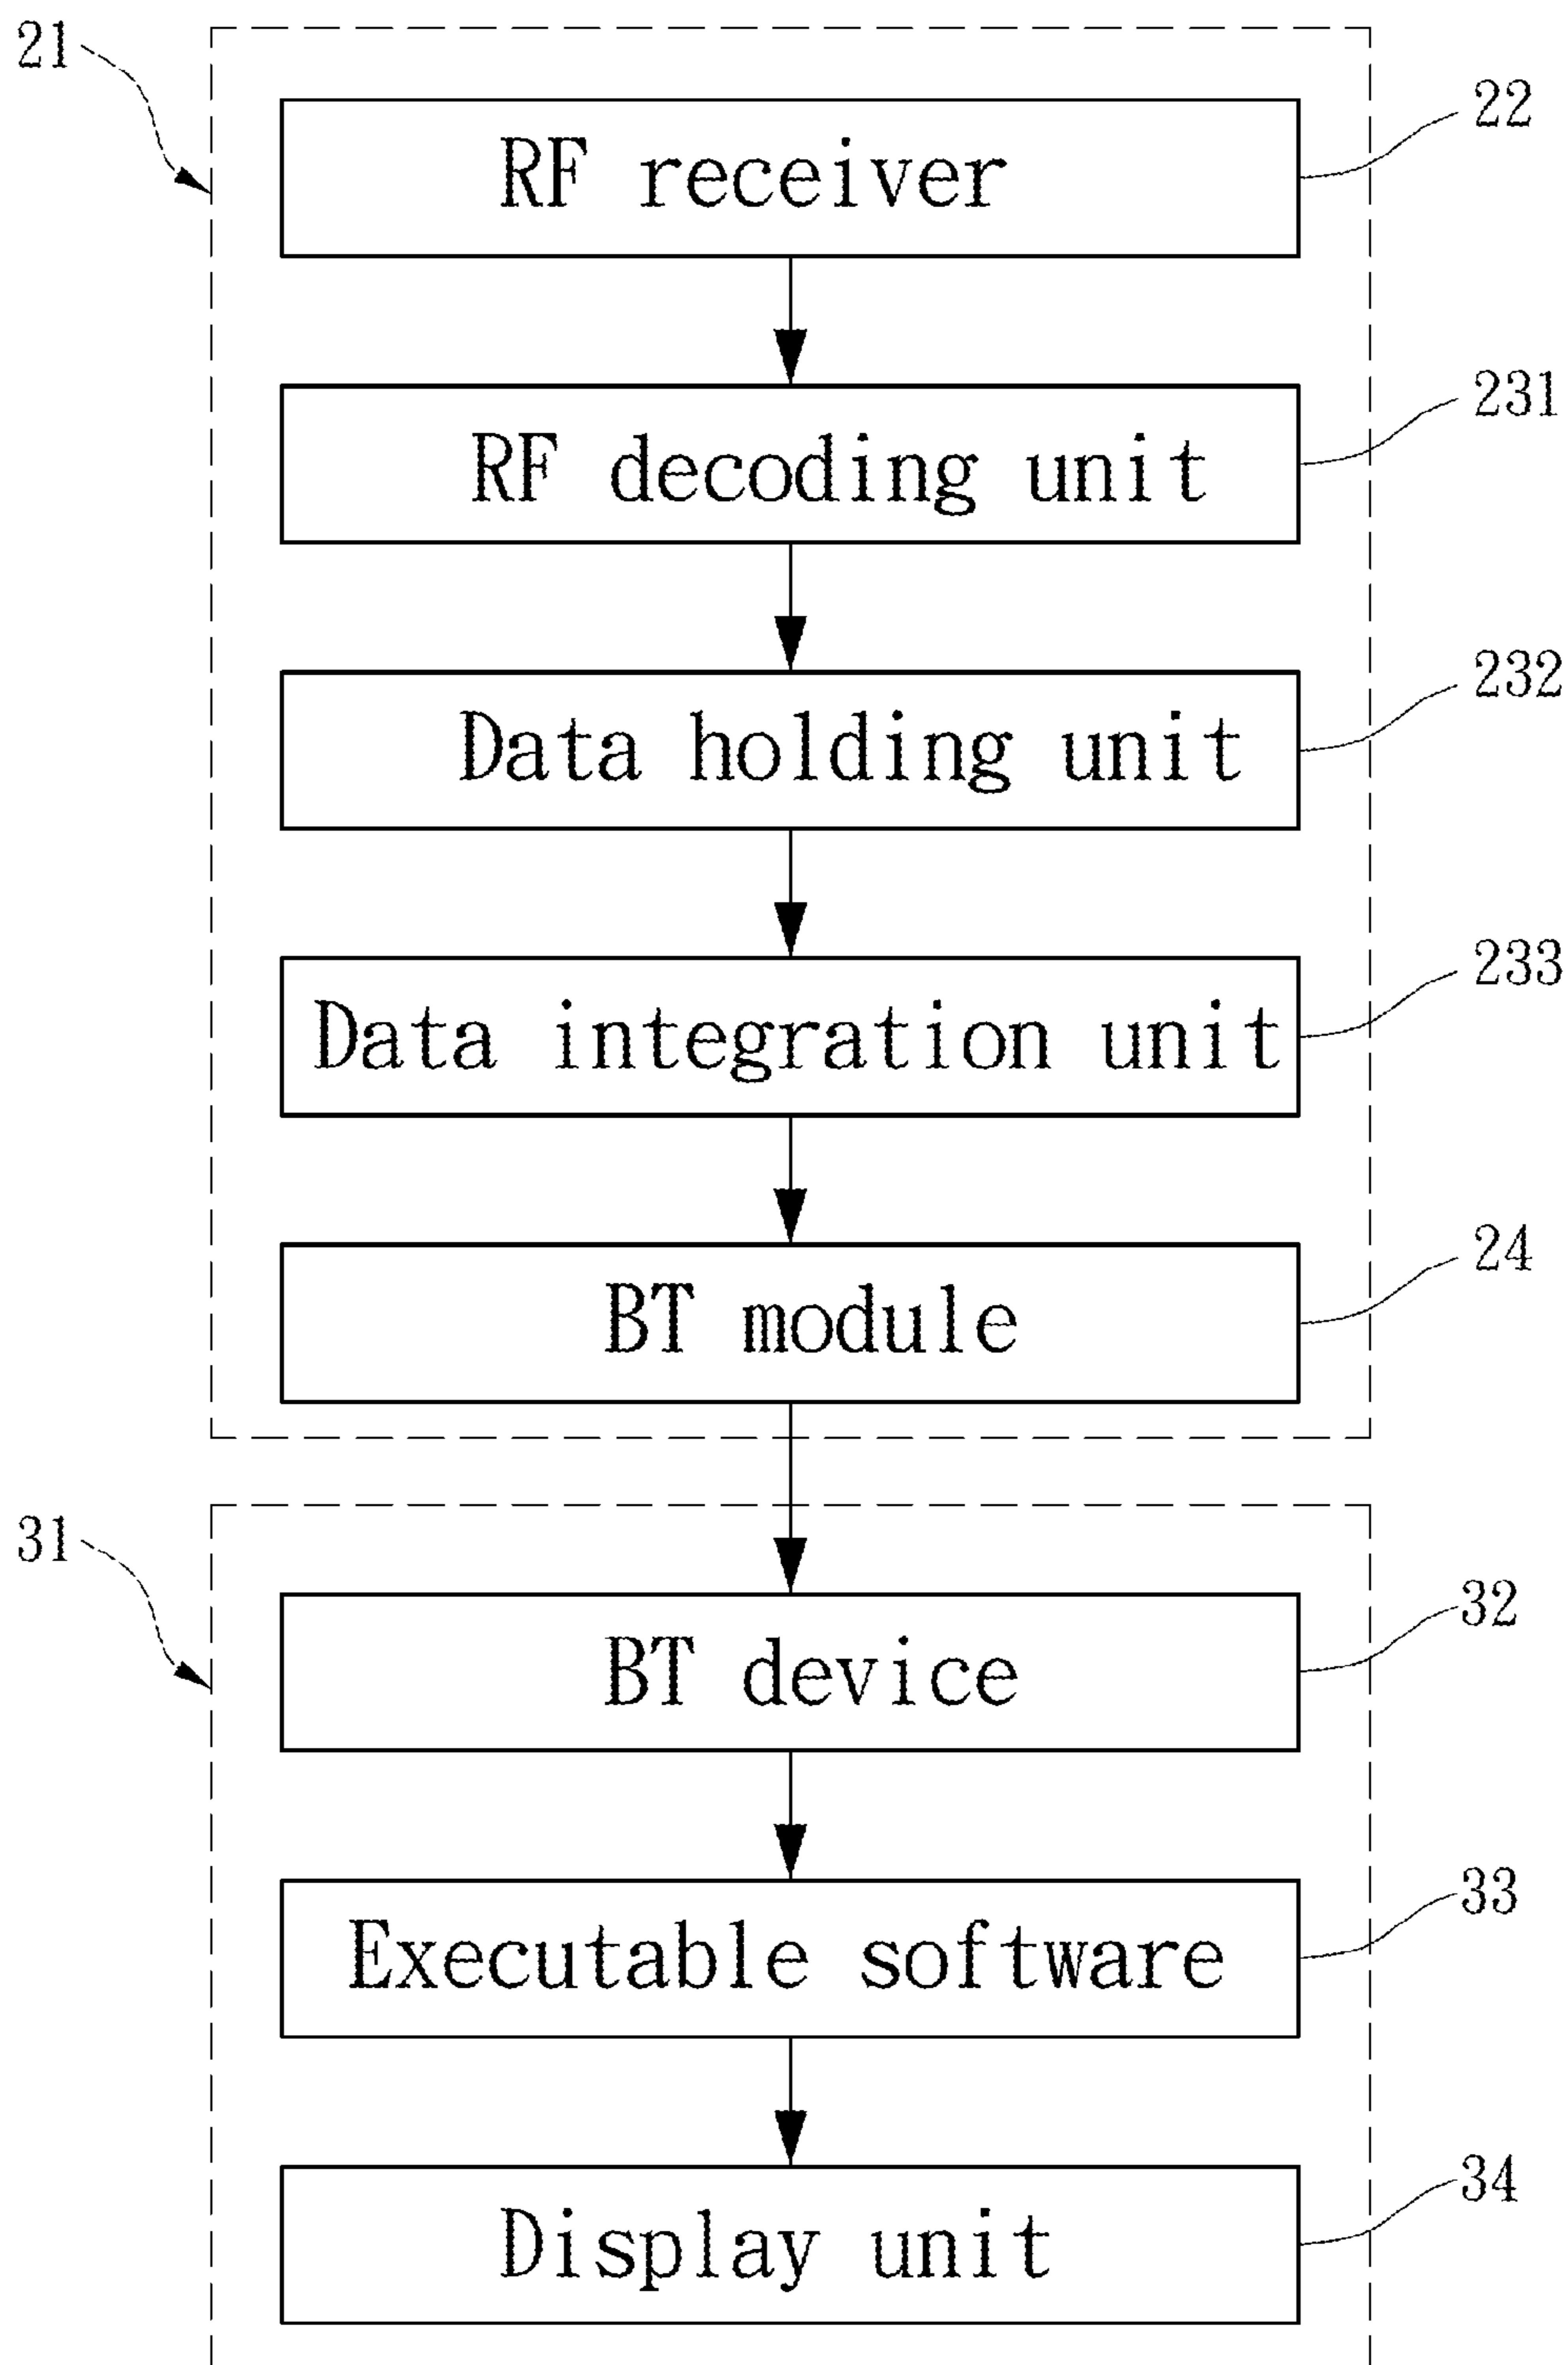 21
22
RF receiver
231
RF decoding unit
232
Data holding unit
233
Data integration unit
24
BT module
31
32
BT device
33
Executable software
34
Display unit